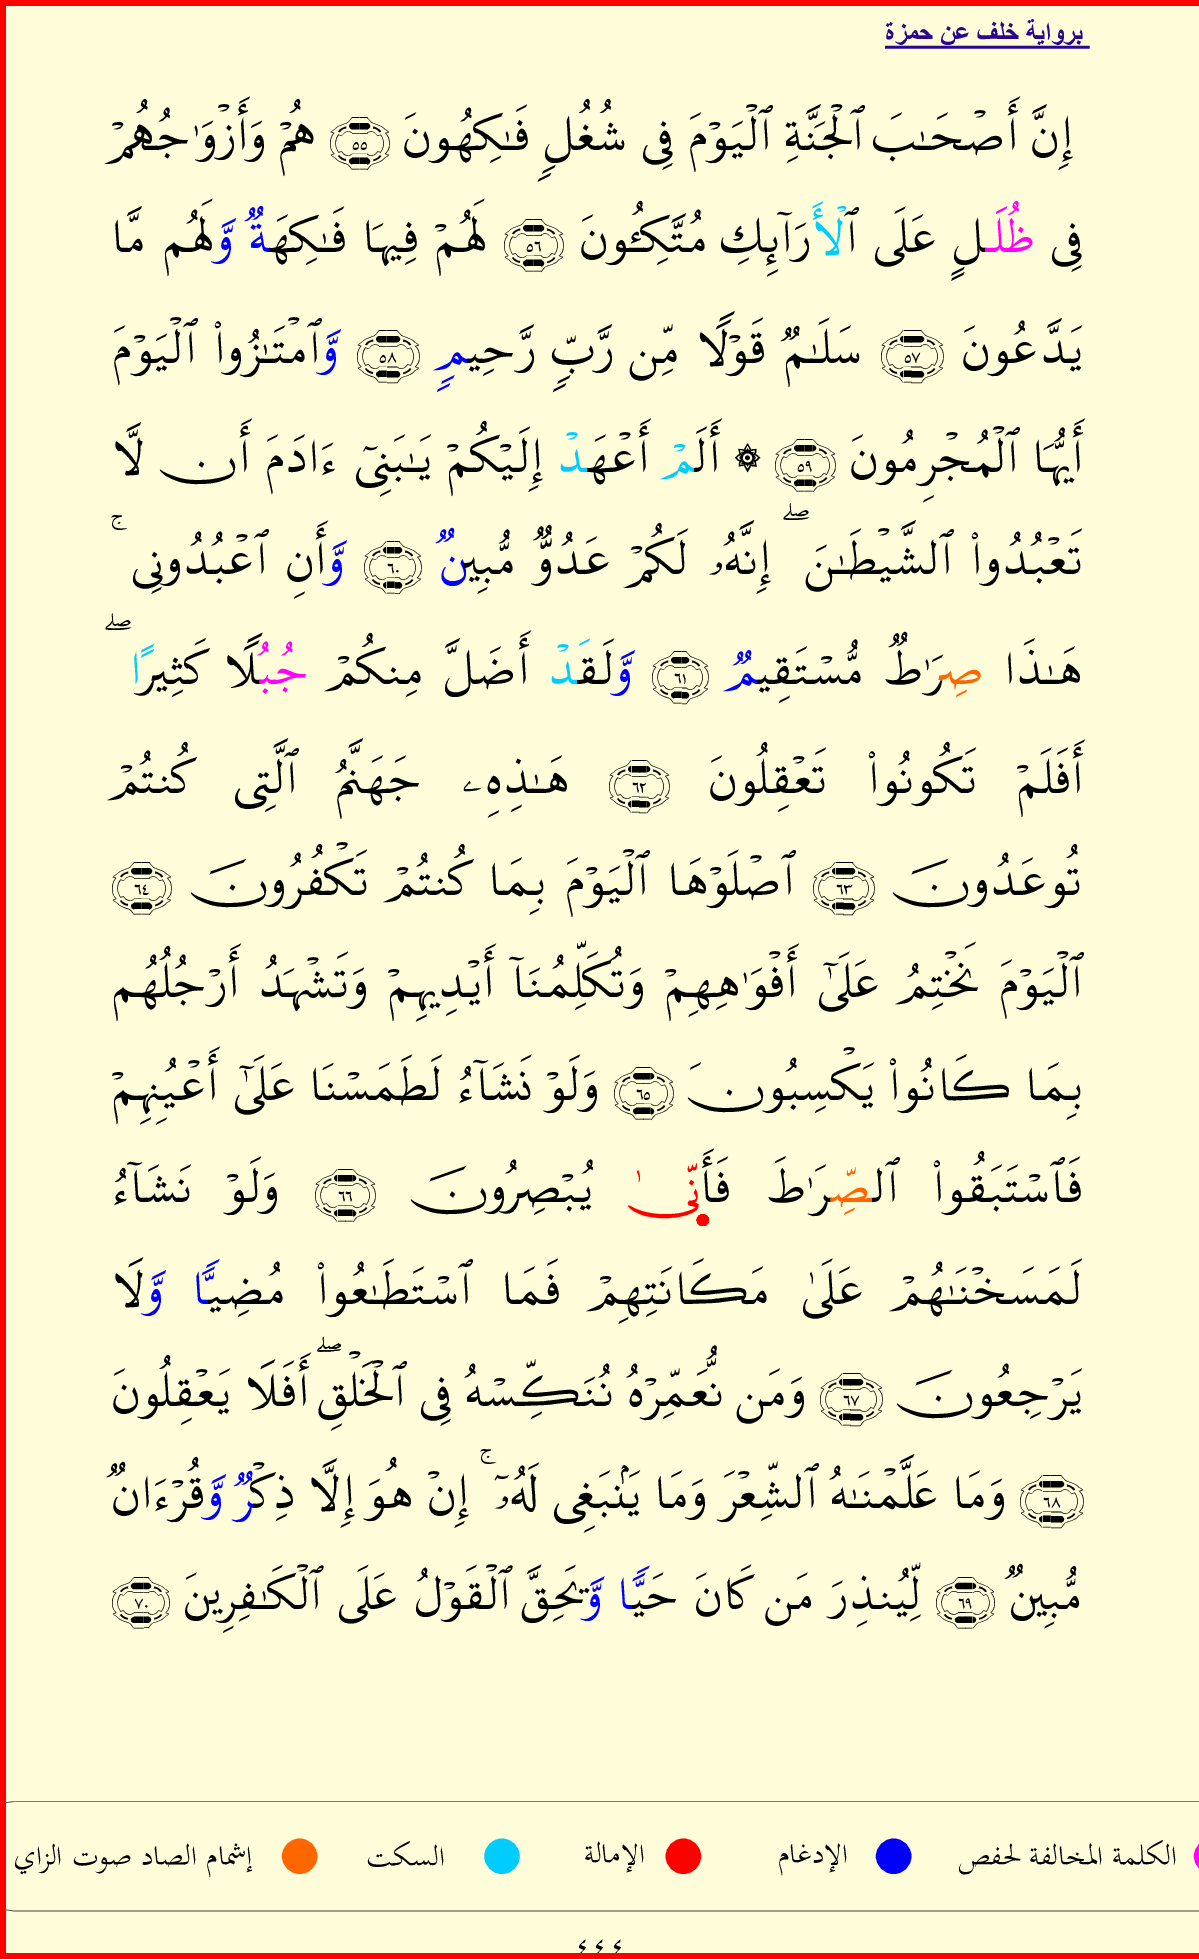 برواية خلف عن حمزة
إِنَّ أَصْحَـٰبَ ٱلْجَنَّةِ ٱلْيَوْمَ فِى شُغُلٍ فَـٰكِهُونَ ٥٥ هُمْ وَأَزْوَٰجُهُمْ
فِى ظُلَلٍ عَلَى ٱلْأَرَآئِكِ مُتَّكِـُٔونَ ٥٦ لَهُمْ فِيهَا فَـٰكِهَةٌ وَّلَهُم مَّا
يَدَّعُونَ ٥٧ سَلَـٰمٌ قَوْلًا مِّن رَّبٍّ رَّحِيمٍ ٥٨ وَّٱمْتَـٰزُوا۟ ٱلْيَوْمَ
أَيُّهَا ٱلْمُجْرِمُونَ ٥٩ ۞ أَلَمْ أَعْهَدْ إِلَيْكُمْ يَـٰبَنِىٓ ءَادَمَ أَن لَّا
تَعْبُدُوا۟ ٱلشَّيْطَـٰنَ ۖ إِنَّهُۥ لَكُمْ عَدُوٌّ مُّبِينٌ ٦٠ وَّأَنِ ٱعْبُدُونِى ۚ
هَـٰذَا صِرَٰطٌ مُّسْتَقِيمٌ ٦١ وَّلَقَدْ أَضَلَّ مِنكُمْ جُبُلًا كَثِيرًا ۖ
أَفَلَمْ تَكُونُوا۟ تَعْقِلُونَ ٦٢ هَـٰذِهِۦ جَهَنَّمُ ٱلَّتِى كُنتُمْ
تُوعَدُونَ ٦٣ ٱصْلَوْهَا ٱلْيَوْمَ بِمَا كُنتُمْ تَكْفُرُونَ ٦٤
ٱلْيَوْمَ نَخْتِمُ عَلَىٰٓ أَفْوَٰهِهِمْ وَتُكَلِّمُنَآ أَيْدِيهِمْ وَتَشْهَدُ أَرْجُلُهُم
بِمَا كَانُوا۟ يَكْسِبُونَ ٦٥ وَلَوْ نَشَآءُ لَطَمَسْنَا عَلَىٰٓ أَعْيُنِهِمْ
فَٱسْتَبَقُوا۟ ٱلصِّرَٰطَ فَأَنِّىٰ يُبْصِرُونَ ٦٦ وَلَوْ نَشَآءُ
لَمَسَخْنَـٰهُمْ عَلَىٰ مَكَانَتِهِمْ فَمَا ٱسْتَطَـٰعُوا۟ مُضِيًّا وَّلَا
يَرْجِعُونَ ٦٧ وَمَن نُّعَمِّرْهُ نُنَكِّسْهُ فِى ٱلْخَلْقِ ۖ أَفَلَا يَعْقِلُونَ
٦٨ وَمَا عَلَّمْنَـٰهُ ٱلشِّعْرَ وَمَا يَنۢبَغِى لَهُۥٓ ۚ إِنْ هُوَ إِلَّا ذِكْرٌ وَّقُرْءَانٌ
مُّبِينٌ ٦٩ لِّيُنذِرَ مَن كَانَ حَيًّا وَّيَحِقَّ ٱلْقَوْلُ عَلَى ٱلْكَـٰفِرِينَ ٧٠
الكلمة المخالفة لحفص الإدغام الإمالة السكت إشمام الصاد صوت الزاي
٤٤٤